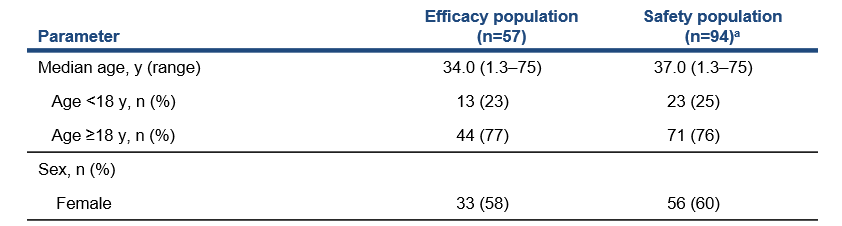 Parameter Efficacy population (n=57) Safety population (n=94)ᵃ
Median age, y (range) 34.0 (1.3–75) 37.0 (1.3–75)
Age <18 y, n (%) 13 (23) 23 (25)
Age ≥18 y, n (%) 44 (77) 71 (76)
Sex, n (%)
Female 33 (58) 56 (60)